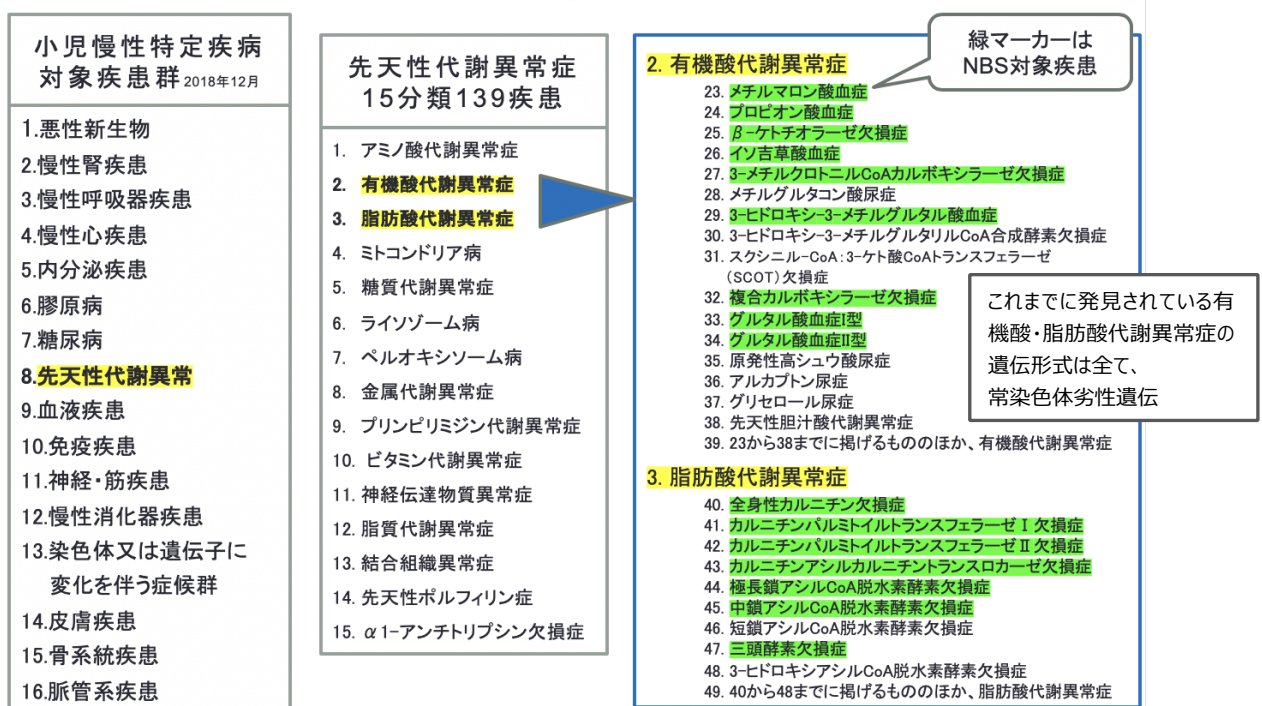 小児慢性特定疾病
対象疾患群 2018年12月
1.悪性新生物
2.慢性腎疾患
3.慢性呼吸器疾患
4.慢性心疾患
5.内分泌疾患
6.膠原病
7.糖尿病
8.先天性代謝異常
9.血液疾患
10.免疫疾患
11.神経・筋疾患
12.慢性消化器疾患
13.染色体又は遺伝子に
変化を伴う症候群
14.皮膚疾患
15.骨系統疾患
16.脈管系疾患
先天性代謝異常症
15分類139疾患
1. アミノ酸代謝異常症
2. 有機酸代謝異常症
3. 脂肪酸代謝異常症
4. ミトコンドリア病
5. 糖質代謝異常症
6. ライソゾーム病
7. ペルオキシソーム病
8. 金属代謝異常症
9. プリンピリミジン代謝異常症
10. ビタミン代謝異常症
11. 神経伝達物質異常症
12. 脂質代謝異常症
13. 結合組織異常症
14. 先天性ポルフィリン症
15. α1-アンチトリプシン欠損症
緑マーカーは
NBS対象疾患
2. 有機酸代謝異常症
23. メチルマロン酸血症
24. プロピオン酸血症
25. β-ケトチオラーゼ欠損症
26. イソ吉草酸血症
27. 3-メチルクロトニルCoAカルボキシラーゼ欠損症
28. メチルグルタコン酸尿症
29. 3-ヒドロキシ-3-メチルグルタル酸血症
30. 3-ヒドロキシ-3-メチルグルタリルCoA合成酵素欠損症
31. スクシニル-CoA:3-ケト酸CoAトランスフェラーゼ
(SCOT)欠損症
32. 複合カルボキシラーゼ欠損症
33. グルタル酸血症I型
34. グルタル酸血症II型
35. 原発性高シュウ酸尿症
36. アルカプトン尿症
37. グリセロール尿症
38. 先天性胆汁酸代謝異常症
39. 23から38までに掲げるもののほか、有機酸代謝異常症
これまでに発見されている有
機酸・脂肪酸代謝異常症の
遺伝形式は全て、
常染色体劣性遺伝
3. 脂肪酸代謝異常症
40. 全身性カルニチン欠損症
41. カルニチンパルミトイルトランスフェラーゼⅠ欠損症
42. カルニチンパルミトイルトランスフェラーゼⅡ欠損症
43. カルニチンアシルカルニチントランスロカーゼ欠損症
44. 極長鎖アシルCoA脱水素酵素欠損症
45. 中鎖アシルCoA脱水素酵素欠損症
46. 短鎖アシルCoA脱水素酵素欠損症
47. 三頭酵素欠損症
48. 3-ヒドロキシアシルCoA脱水素酵素欠損症
49. 40から48までに掲げるもののほか、脂肪酸代謝異常症